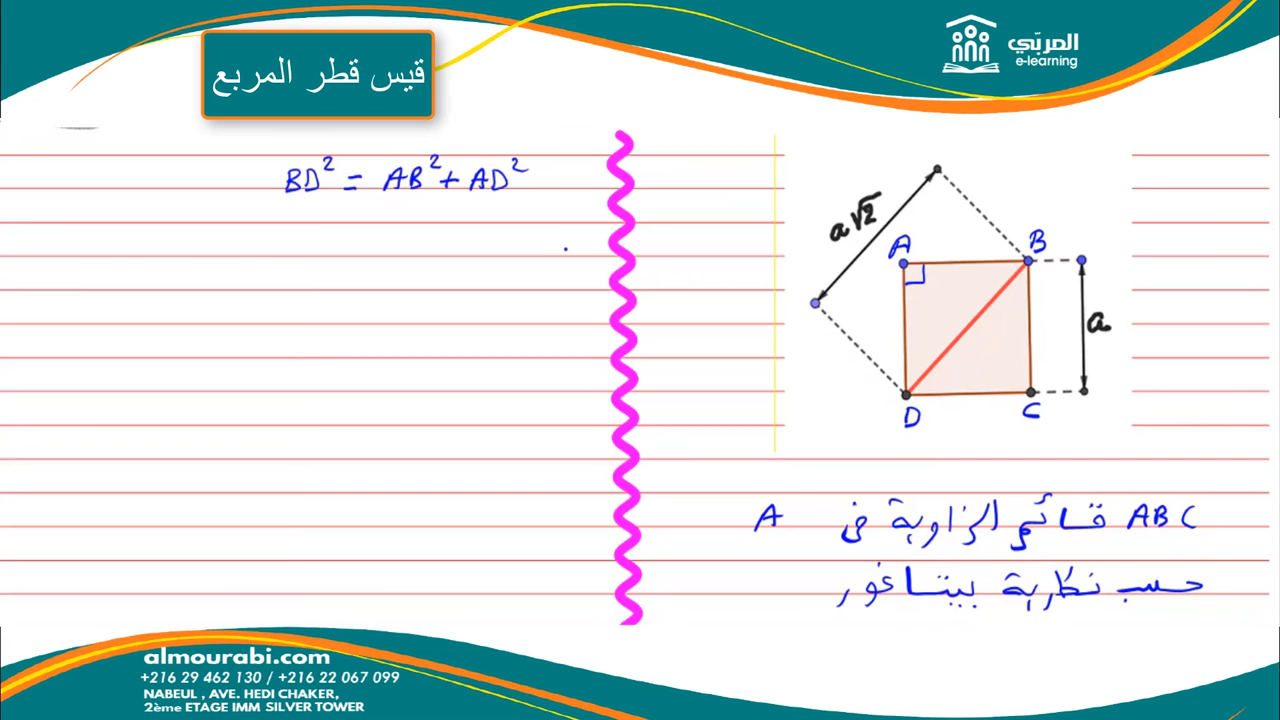 قيس قطر المربع
المربّي
e-learning
BD² = AB² + AD²
a√2
A
B
a
D
C
ABC قائم الزاوية في A
حسب نظرية بيتاغور
almourabi.com
+216 29 462 130 / +216 22 067 099
NABEUL , AVE. HEDI CHAKER,
2ème ETAGE IMM SILVER TOWER